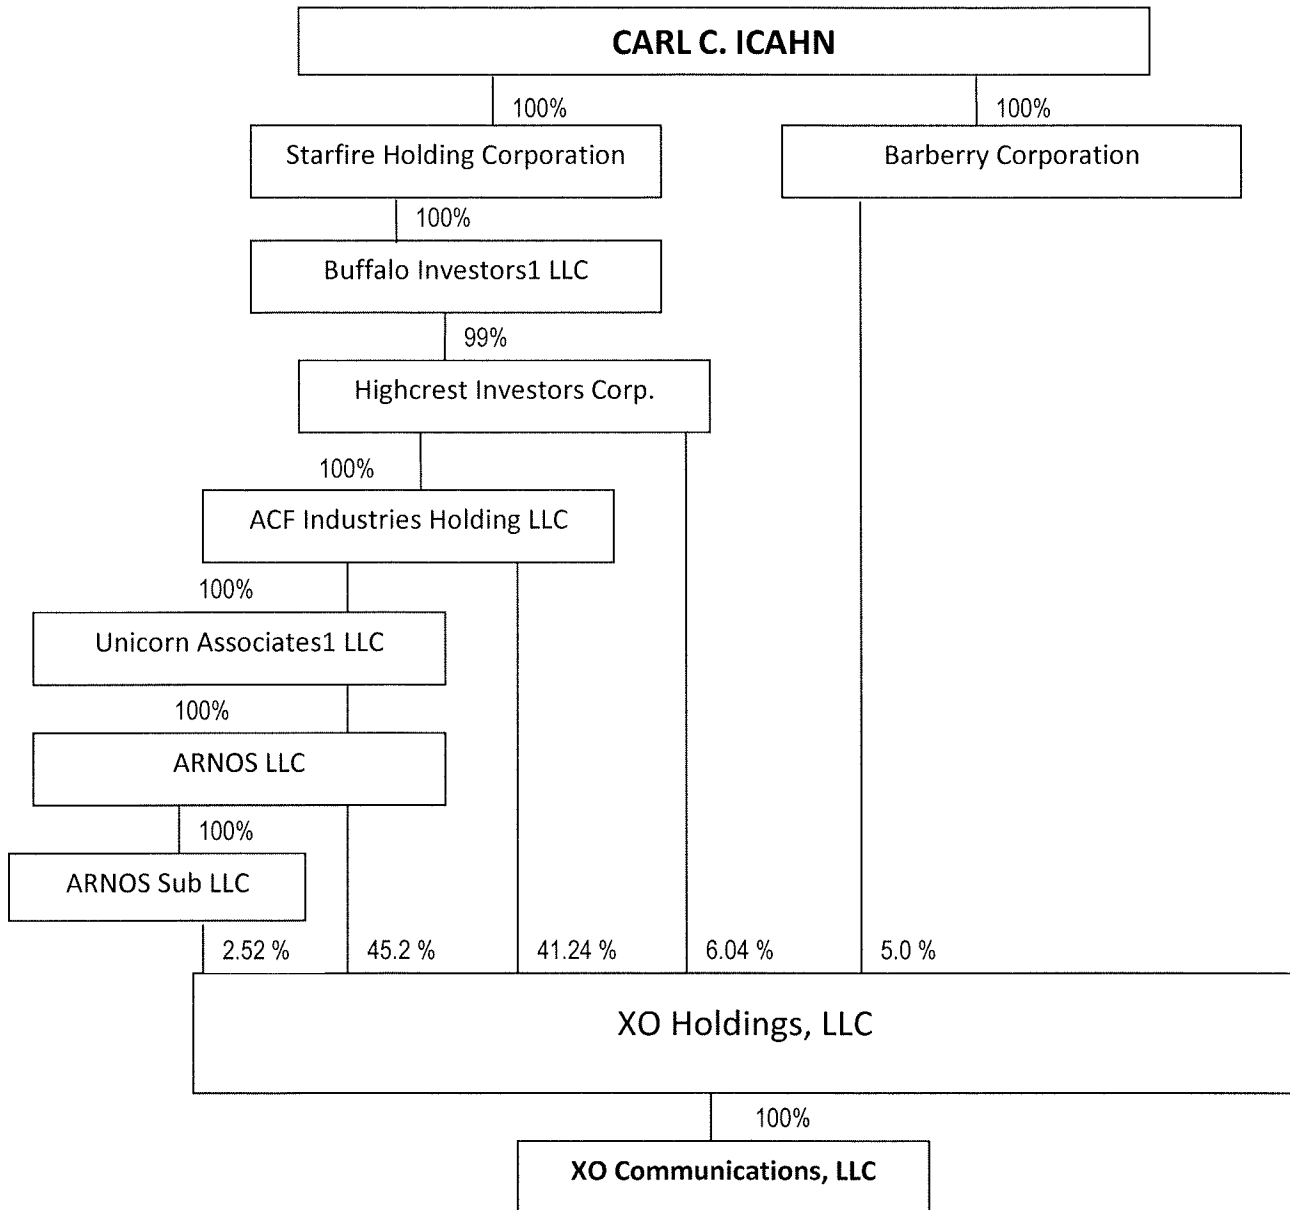 CARL C. ICAHN
100%
100%
Starfire Holding Corporation
Barberry Corporation
100%
Buffalo Investors1 LLC
99%
Highcrest Investors Corp.
100%
ACF Industries Holding LLC
100%
Unicorn Associates1 LLC
100%
ARNOS LLC
100%
ARNOS Sub LLC
2.52 %
45.2 %
41.24 %
6.04 %
5.0 %
XO Holdings, LLC
100%
XO Communications, LLC